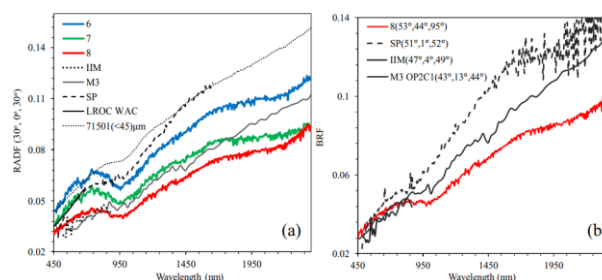 0.14
0.11
0.08
0.05
0.02
450
950
1450
1950
RADF (30°, 0°, 30°)
Wavelength (nm)
6
7
8
IIM
M3
SP
LROC WAC
71501(<45)μm
(a)
0.14
0.1
0.06
0.02
450
950
1450
1950
BRF
Wavelength (nm)
8(53°,44°,95°)
SP(51°,1°,52°)
IIM(47°,4°,49°)
M3 OP2C1(43°,13°,44°)
(b)